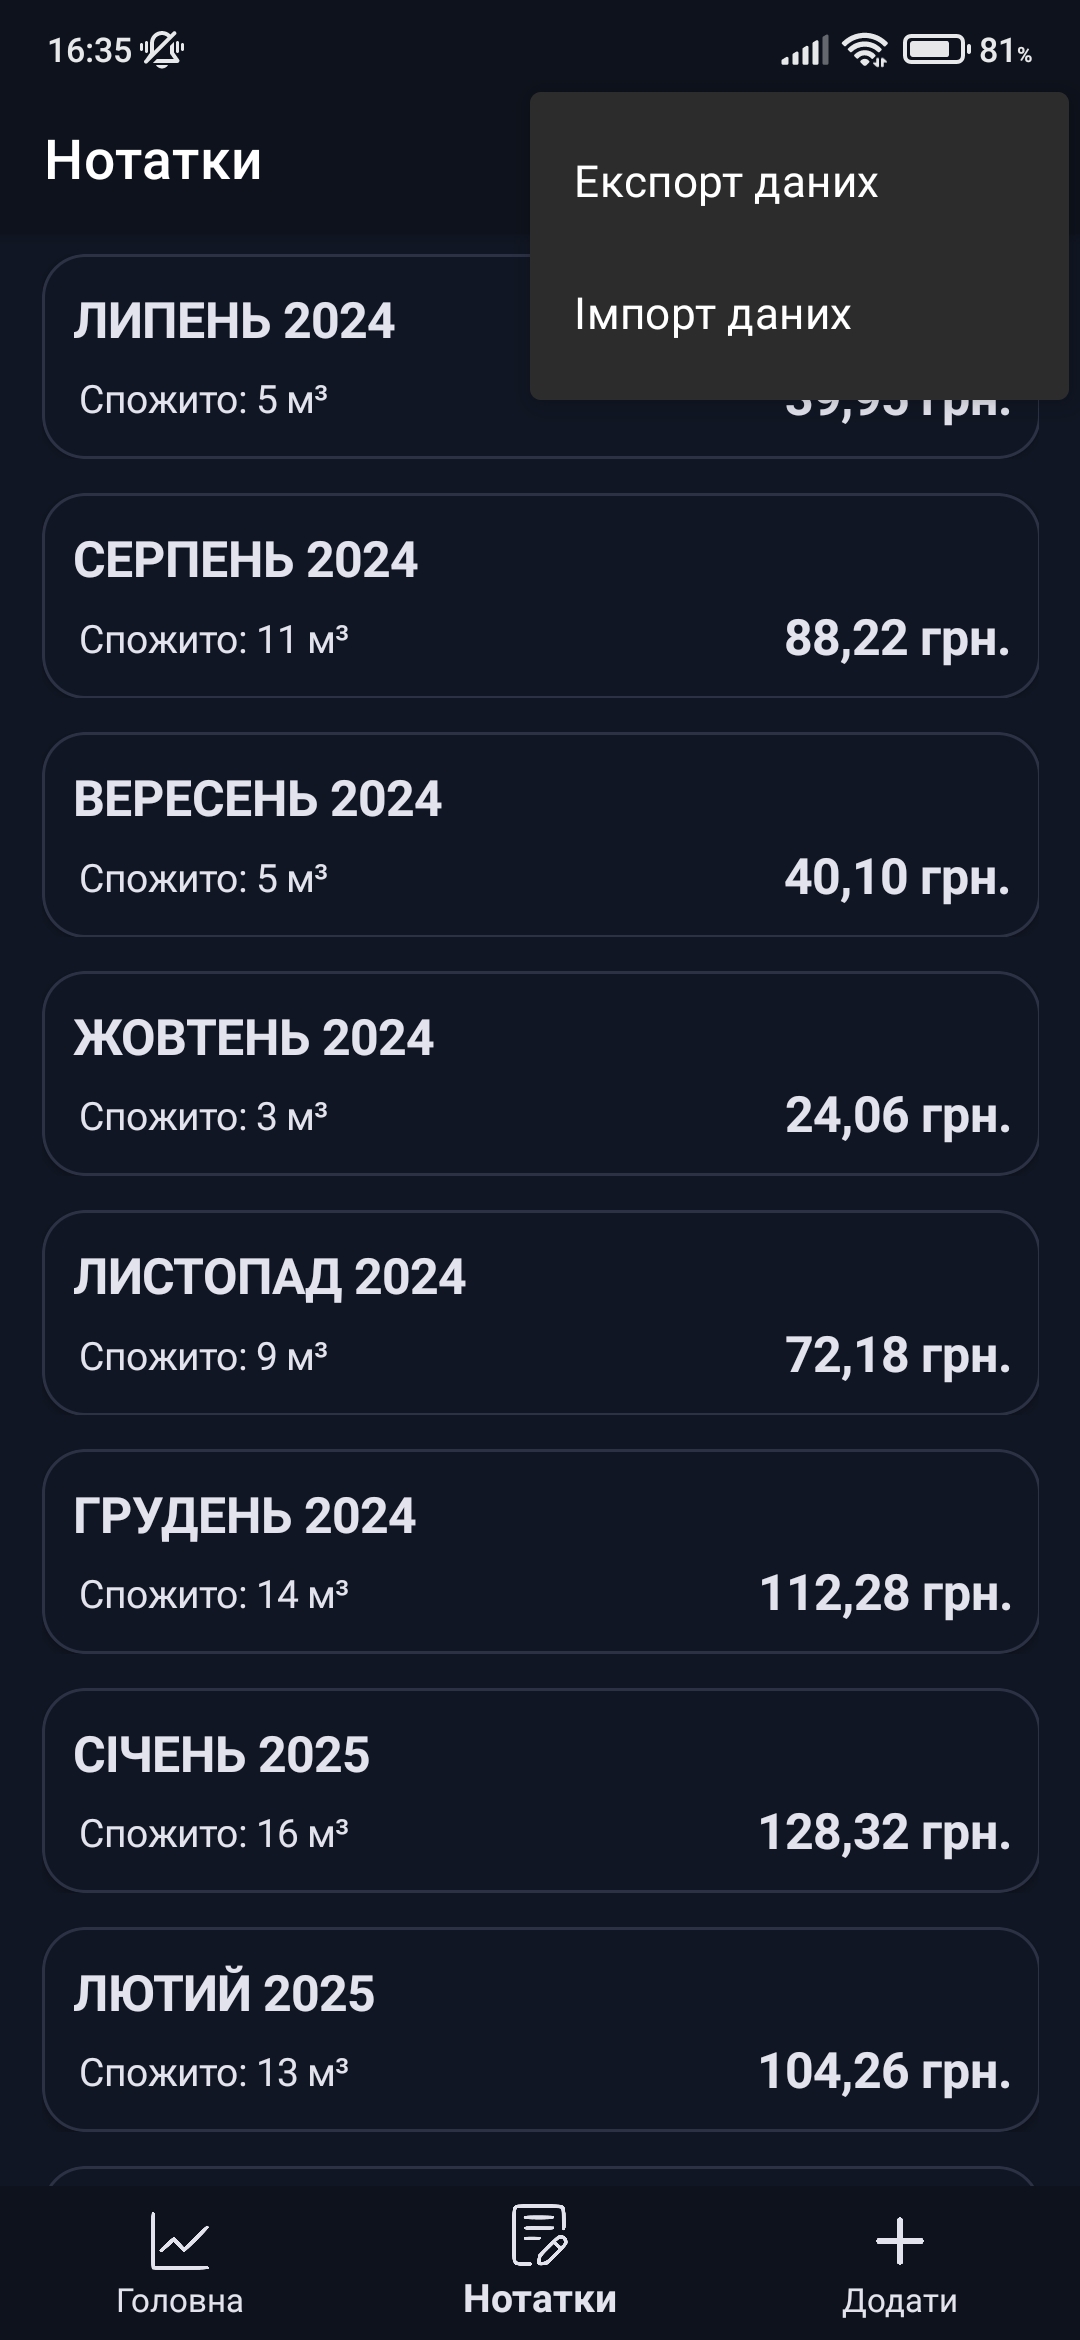 16:35
81%
Нотатки
Експорт даних
Імпорт даних
ЛИПЕНЬ 2024
Спожито: 5 м³
39,95 грн.
СЕРПЕНЬ 2024
Спожито: 11 м³
88,22 грн.
ВЕРЕСЕНЬ 2024
Спожито: 5 м³
40,10 грн.
ЖОВТЕНЬ 2024
Спожито: 3 м³
24,06 грн.
ЛИСТОПАД 2024
Спожито: 9 м³
72,18 грн.
ГРУДЕНЬ 2024
Спожито: 14 м³
112,28 грн.
СІЧЕНЬ 2025
Спожито: 16 м³
128,32 грн.
ЛЮТИЙ 2025
Спожито: 13 м³
104,26 грн.
Головна
Нотатки
Додати